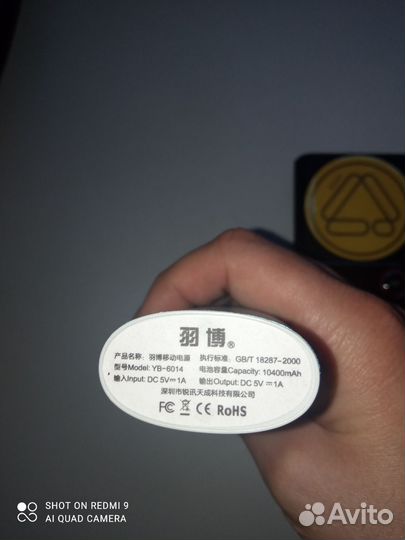 羽博®
产品名称: 羽博移动电源 执行标准: GB/T 18287-2000
型号Model: YB-6014 电池容量Capacity: 10400mAh
输入Input: DC 5V⎓1A 输出Output: DC 5V⎓1A
深圳市锐讯天成科技有限公司
FC CE RoHS
SHOT ON REDMI 9
AI QUAD CAMERA
Avito